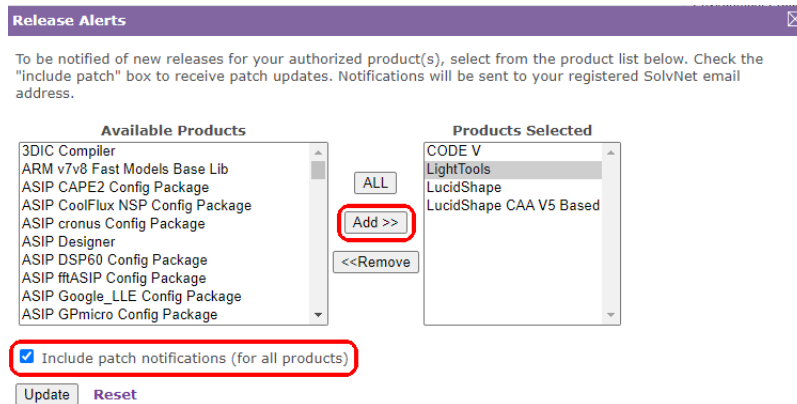 Release Alerts
To be notified of new releases for your authorized product(s), select from the product list below. Check the
"include patch" box to receive patch updates. Notifications will be sent to your registered SolvNet email
address.
Available Products
3DIC Compiler
ARM v7v8 Fast Models Base Lib
ASIP CAPE2 Config Package
ASIP CoolFlux NSP Config Package
ASIP cronus Config Package
ASIP Designer
ASIP DSP60 Config Package
ASIP fftASIP Config Package
ASIP Google_LLE Config Package
ASIP GPmicro Config Package
ALL
Add >>
<<Remove
Products Selected
CODE V
LightTools
LucidShape
LucidShape CAA V5 Based
Include patch notifications (for all products)
Update Reset